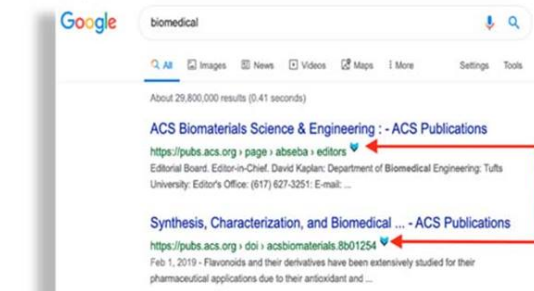 Google
biomedical
All Images News Videos Maps More Settings Tools
About 29,800,000 results (0.41 seconds)
ACS Biomaterials Science & Engineering : - ACS Publications
https://pubs.acs.org › page › abseba › editors
Editorial Board. Editor-in-Chief. David Kaplan: Department of Biomedical Engineering: Tufts
University: Editor's Office: (617) 627-3251: E-mail: ...
Synthesis, Characterization, and Biomedical ... - ACS Publications
https://pubs.acs.org › doi › acsbiomaterials.8b01254
Feb 1, 2019 - Flavonoids and their derivatives have been extensively studied for their
pharmaceutical applications due to their antioxidant and ...